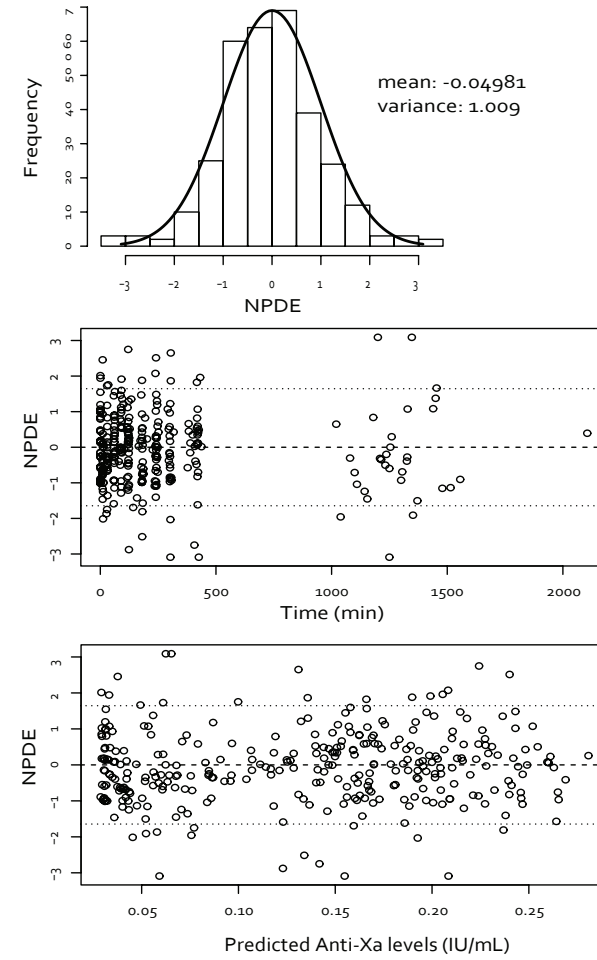 Frequency
7
60
50
40
30
20
10
0
mean: -0.04981
variance: 1.009
-3 -2 -1 0 1 2 3
NPDE
NPDE
3
2
1
0
-1
-2
-3
0 500 1000 1500 2000
Time (min)
NPDE
3
2
1
0
-1
-2
-3
0.05 0.10 0.15 0.20 0.25
Predicted Anti-Xa levels (IU/mL)